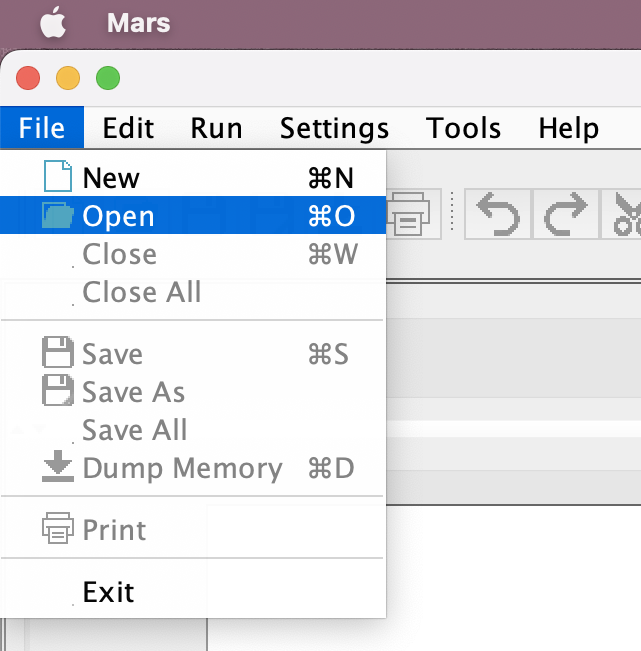 Mars
File Edit Run Settings Tools Help
New ⌘N
Open ⌘O
Close ⌘W
Close All
Save ⌘S
Save As
Save All
Dump Memory ⌘D
Print
Exit